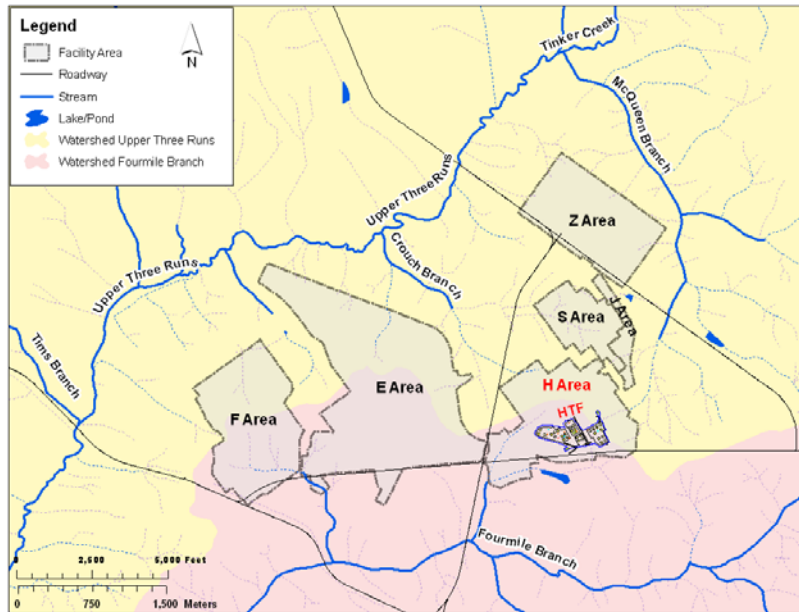 Legend
Facility Area
Roadway
Stream
Lake/Pond
Watershed Upper Three Runs
Watershed Fourmile Branch
N
Tinker Creek
McQueen Branch
Upper Three Runs
Z Area
Crouch Branch
Upper Three Runs
J Area
S Area
Tims Branch
E Area
H Area
F Area
HTF
Fourmile Branch
0 2,500 5,000 Feet
0 750 1,500 Meters